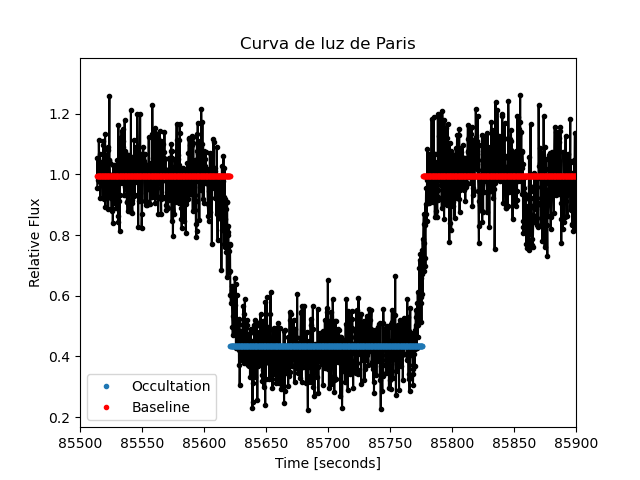 Curva de luz de Paris
Relative Flux
1.2
1.0
0.8
0.6
0.4
0.2
Occultation
Baseline
85500 85550 85600 85650 85700 85750 85800 85850 85900
Time [seconds]